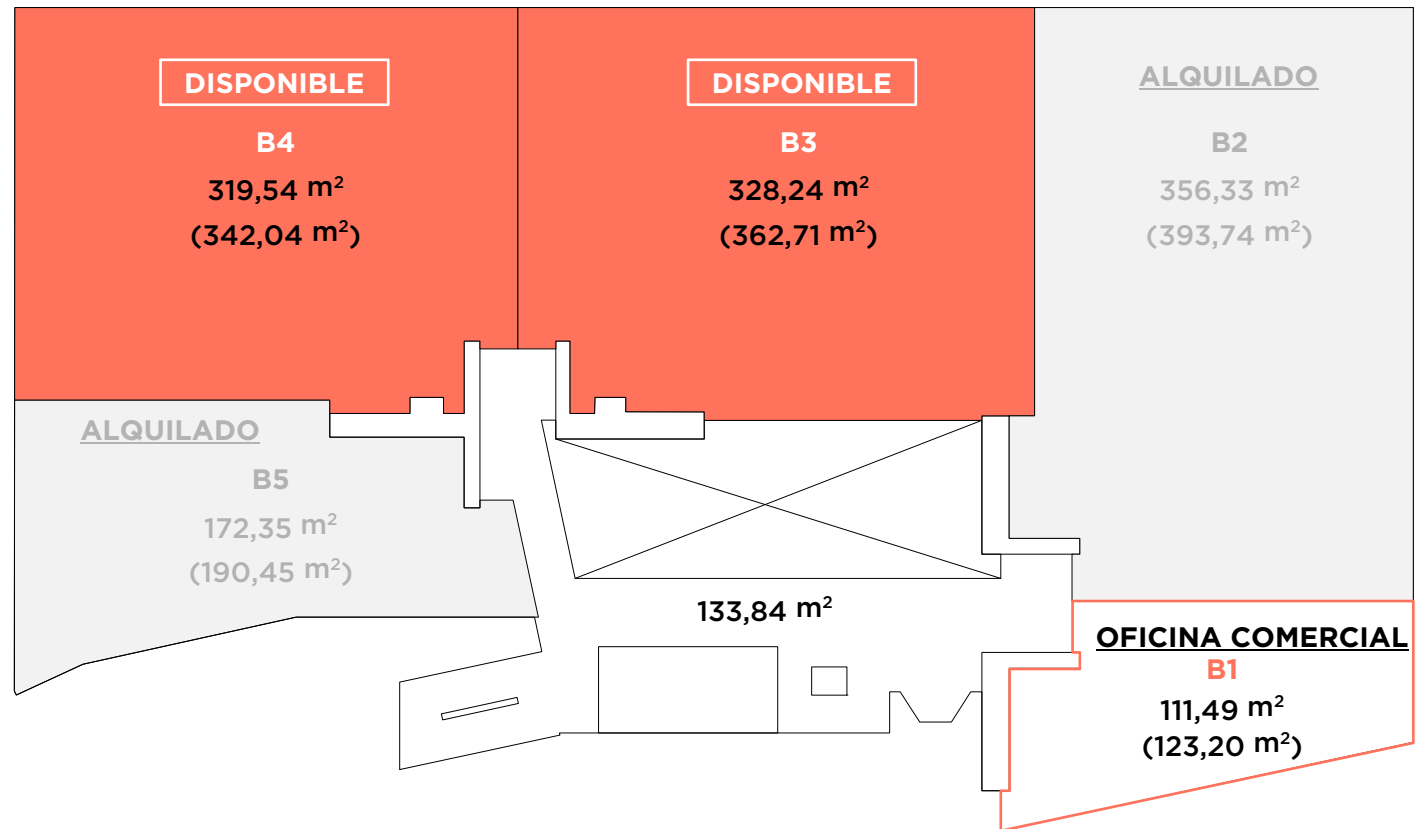 DISPONIBLE
B4
319,54 m²
(342,04 m²)
DISPONIBLE
B3
328,24 m²
(362,71 m²)
ALQUILADO
B2
356,33 m²
(393,74 m²)
ALQUILADO
B5
172,35 m²
(190,45 m²)
133,84 m²
OFICINA COMERCIAL
B1
111,49 m²
(123,20 m²)